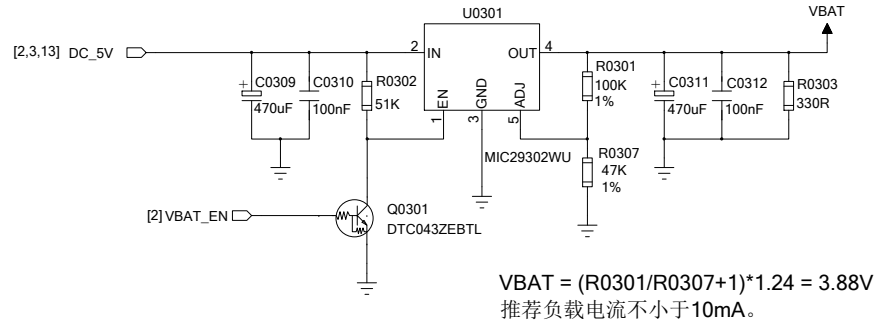 U0301
VBAT
[2,3,13] DC_5V
2
IN
OUT
4
C0309
470uF
C0310
100nF
R0302
51K
EN
GND
ADJ
1
3
5
MIC29302WU
R0301
100K
1%
R0307
47K
1%
C0311
470uF
C0312
100nF
R0303
330R
[2] VBAT_EN
Q0301
DTC043ZEBTL
VBAT = (R0301/R0307+1)*1.24 = 3.88V
推荐负载电流不小于10mA。